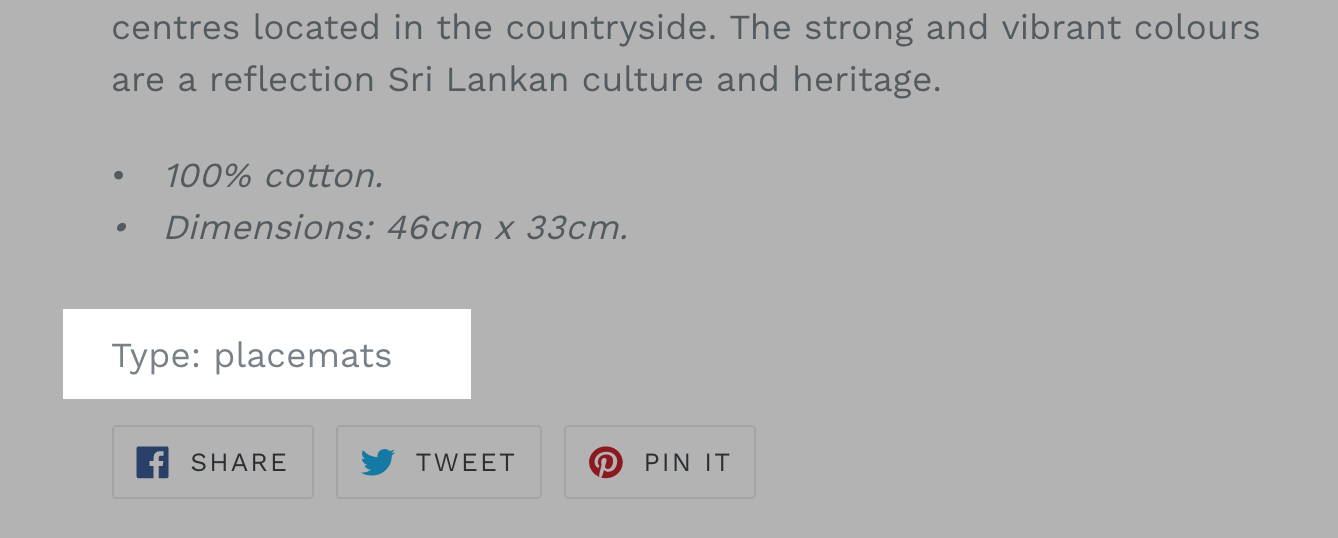 centres located in the countryside. The strong and vibrant colours
are a reflection Sri Lankan culture and heritage.
• 100% cotton.
• Dimensions: 46cm x 33cm.
Type: placemats
SHARE TWEET PIN IT